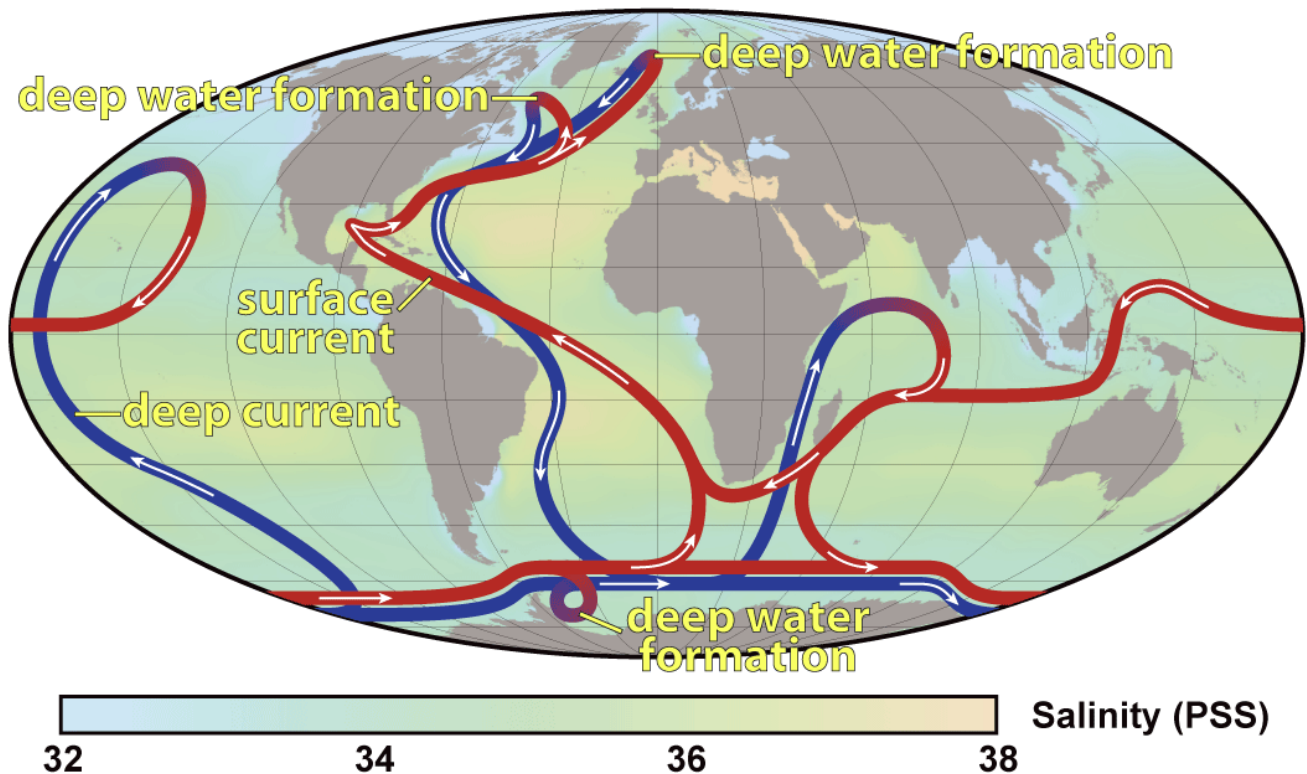 deep water formation
deep water formation
surface
current
deep current
deep water
formation
Salinity (PSS)
32 34 36 38